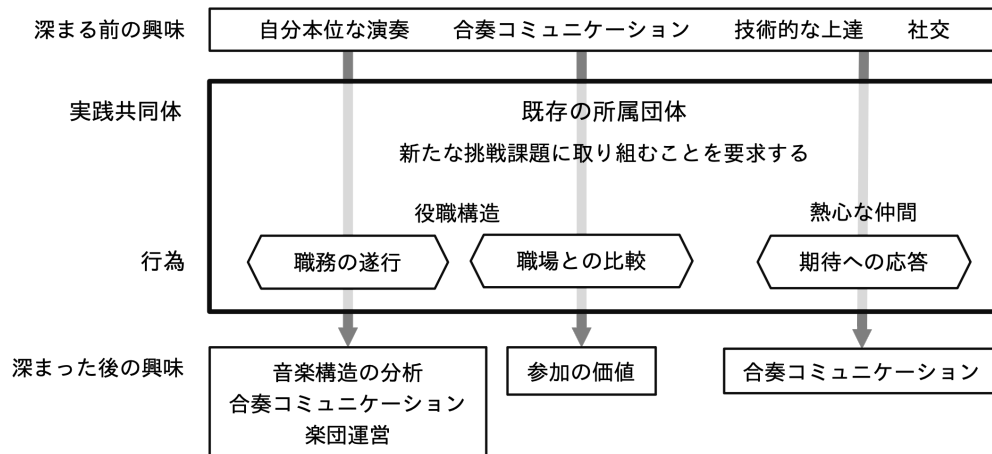 深まる前の興味 自分本位な演奏 合奏コミュニケーション 技術的な上達 社交
実践共同体 既存の所属団体
新たな挑戦課題に取り組むことを要求する
役職構造 熱心な仲間
行為 職務の遂行 職場との比較 期待への応答
深まった後の興味 音楽構造の分析 参加の価値 合奏コミュニケーション
合奏コミュニケーション
楽団運営